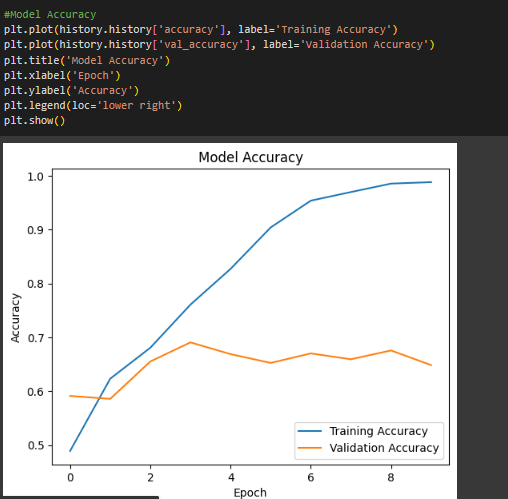 #Model Accuracy
plt.plot(history.history['accuracy'], label='Training Accuracy')
plt.plot(history.history['val_accuracy'], label='Validation Accuracy')
plt.title('Model Accuracy')
plt.xlabel('Epoch')
plt.ylabel('Accuracy')
plt.legend(loc='lower right')
plt.show()
Model Accuracy
1.0
0.9
0.8
0.7
0.6
0.5
Accuracy
Training Accuracy
Validation Accuracy
0 2 4 6 8
Epoch